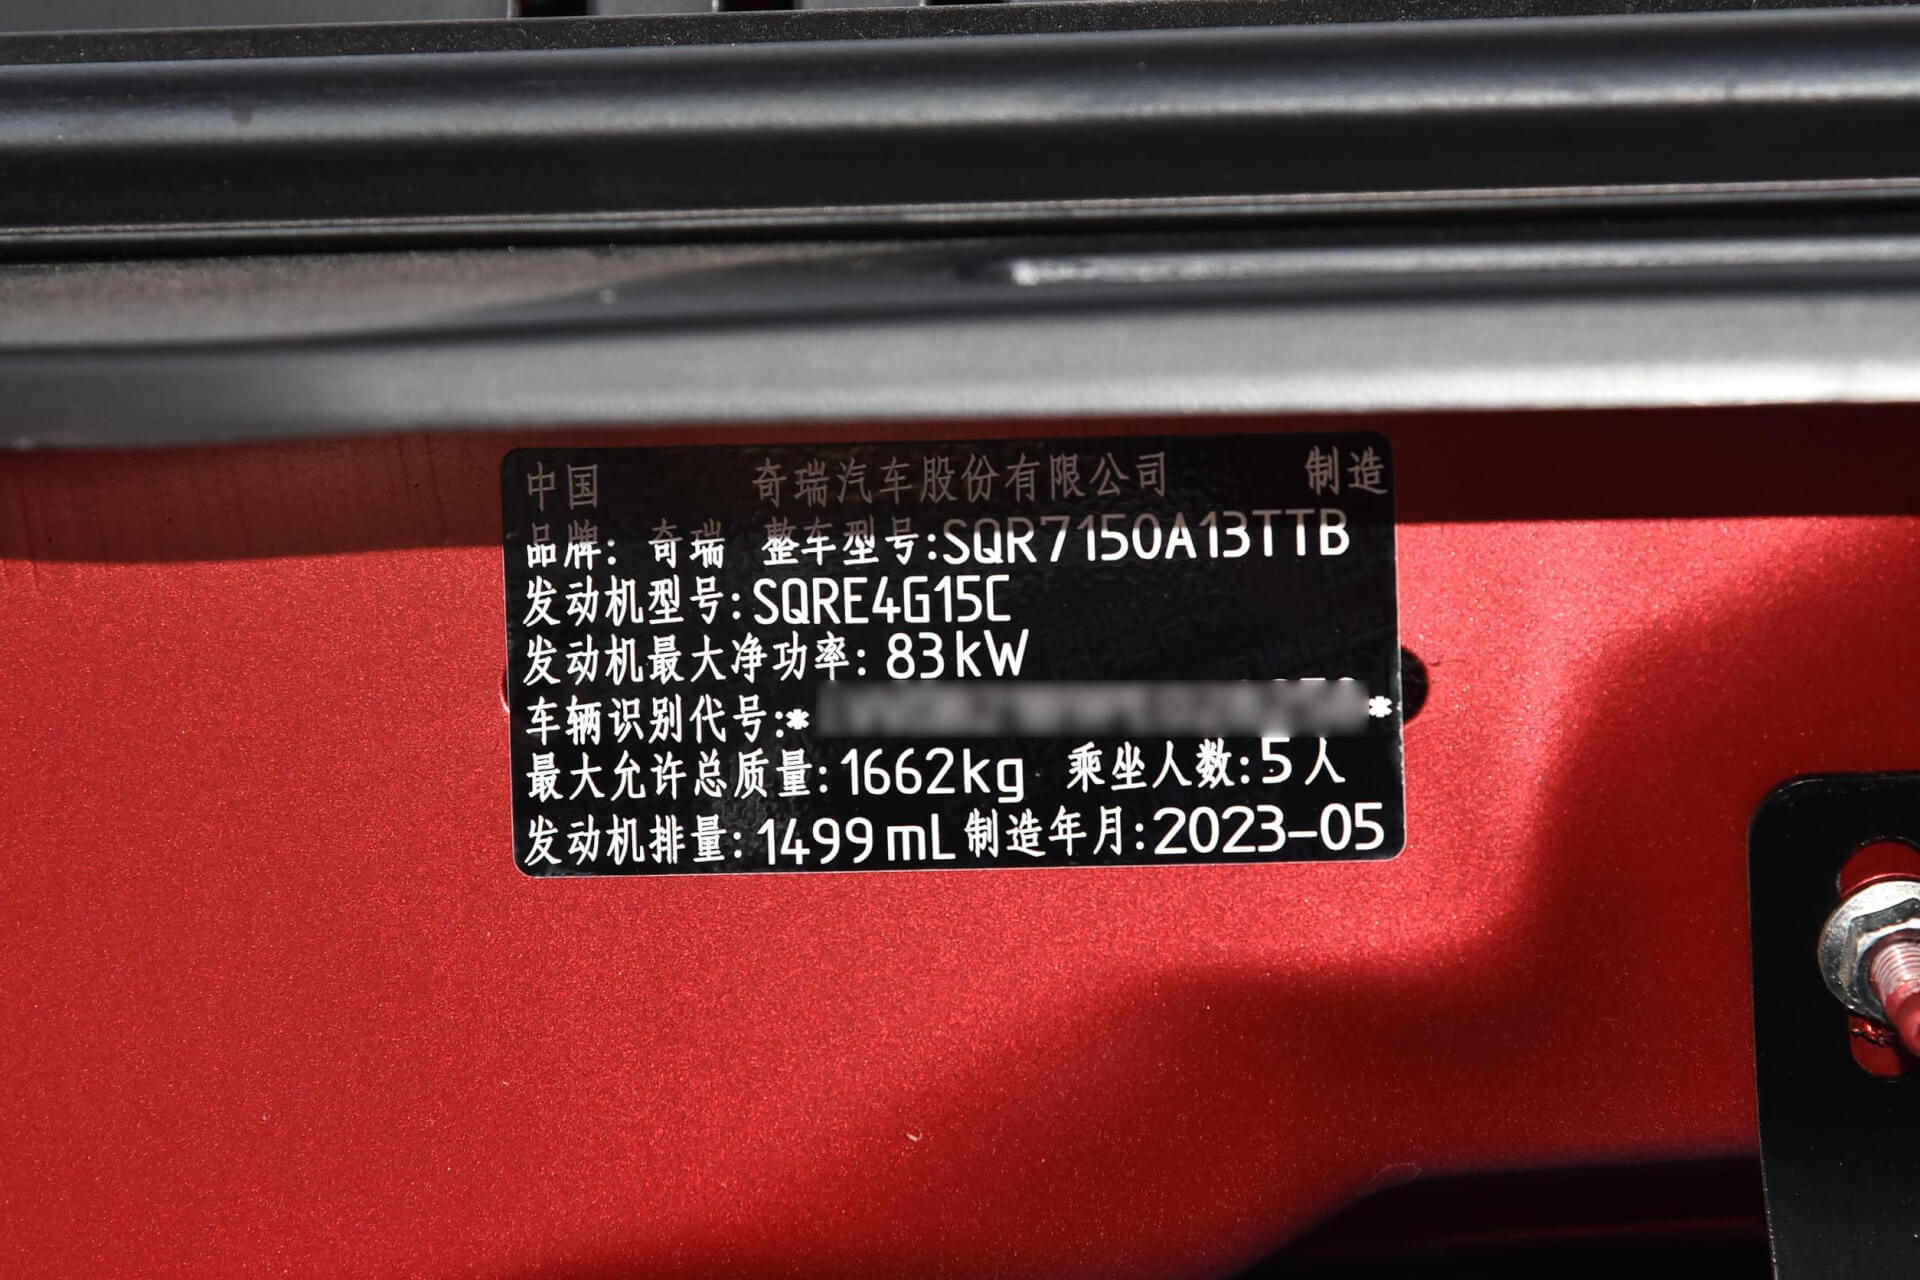 中国 奇瑞汽车股份有限公司 制造
品牌: 奇瑞 整车型号:SQR7150A13TTB
发动机型号:SQRE4G15C
发动机最大净功率: 83kW
车辆识别代号:* *
最大允许总质量:1662kg 乘坐人数:5人
发动机排量: 1499mL 制造年月:2023-05